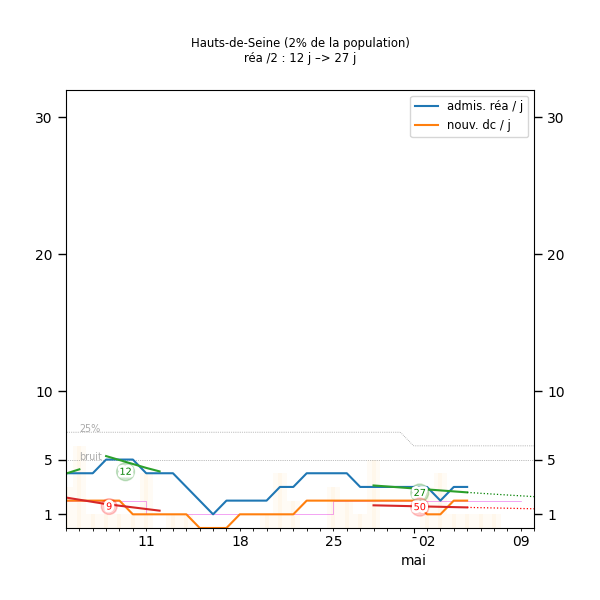 Hauts-de-Seine (2% de la population)
réa /2 : 12 j –> 27 j
admis. réa / j
nouv. dc / j
30 30
20 20
10 10
25%
bruit
5 5
12
27
9
50
1 1
11 18 25 02 09
mai